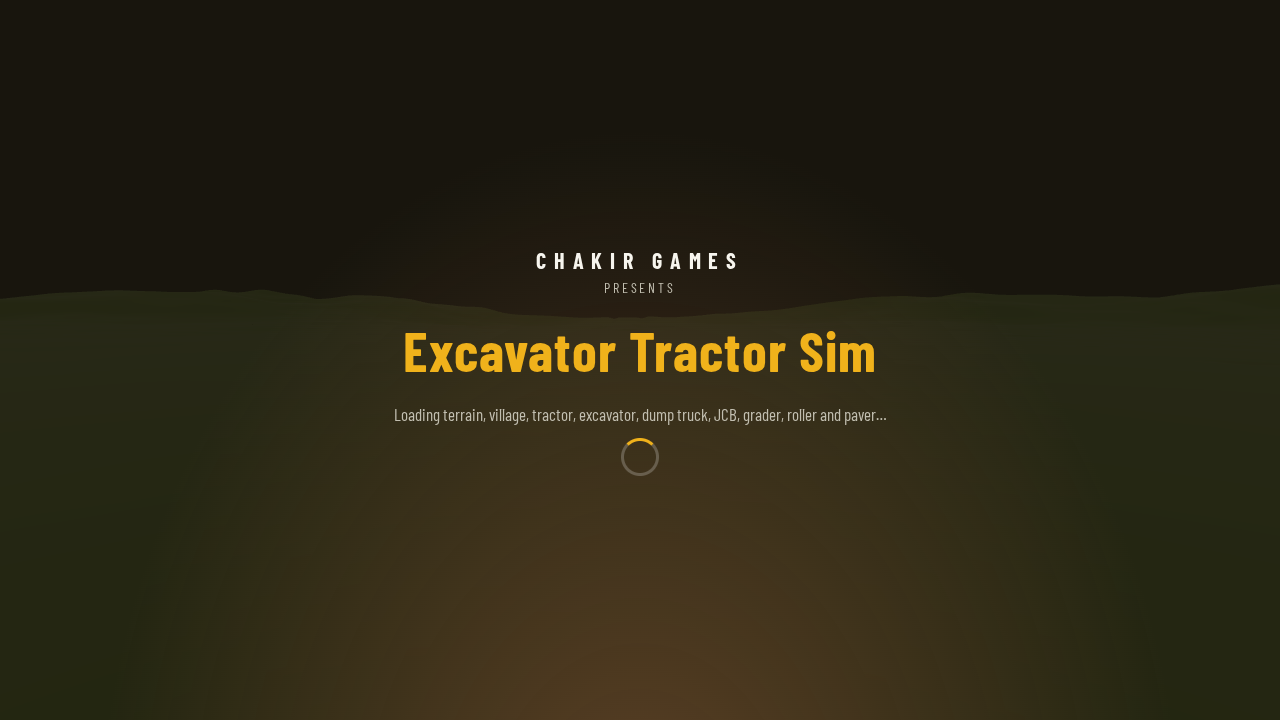 CHAKIR GAMES
PRESENTS
Excavator Tractor Sim
Loading terrain, village, tractor, excavator, dump truck, JCB, grader, roller and paver...